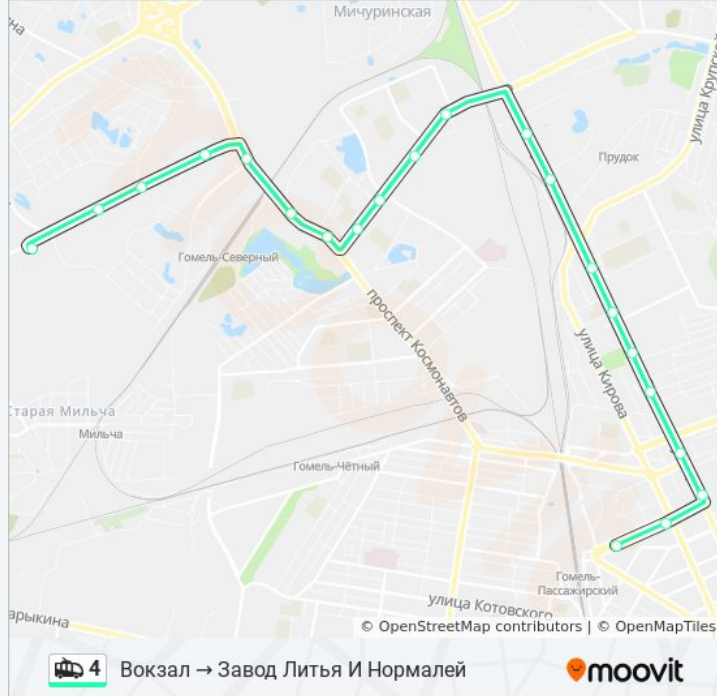 Мичуринская
улица Крупской
Прудок
Гомель-Северный
проспект Космонавтов
улица Кирова
Старая Мильча
Мильча
Гомель-Чётный
Гомель-
Пассажирский
улица Котовского
© OpenStreetMap contributors | © OpenMapTiles
4 Вокзал → Завод Литья И Нормалей
moovit